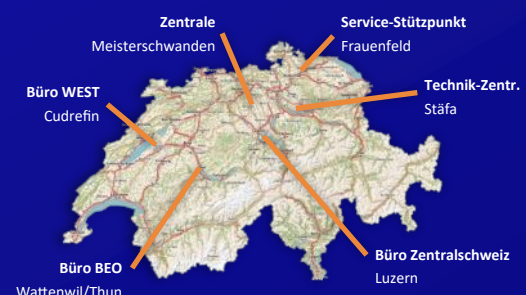 Zentrale
Meisterschwanden
Service-Stützpunkt
Frauenfeld
Technik-Zentr.
Stäfa
Büro WEST
Cudrefin
Büro Zentralschweiz
Luzern
Büro BEO
Wattenwil/Thun